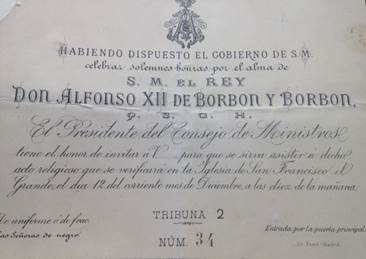 HABIENDO DISPUESTO EL GOBIERNO DE S.M.
celebrar solemnes honras por el alma de
S. M. EL REY
DON ALFONSO XII DE BORBON Y BORBON,
Q. S. G. H.
El Presidente del Consejo de Ministros
tiene el honor de invitar a V para que se sirva asistir á dicho
acto religioso que se verificará en la Iglesia de San Francisco el
Grande, el dia 12 del corriente mes de Diciembre, a las diez de la mañana.
TRIBUNA 2
De uniforme ó de frac.
Las Señoras de negro
NÚM. 34
Entrada por la puerta principal.
Madrid.